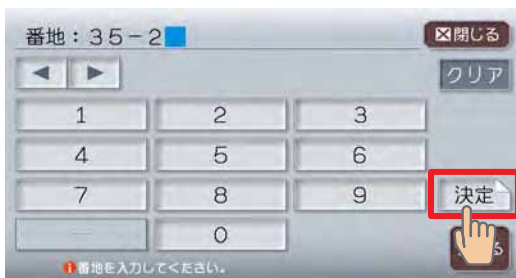 番地：35－2
閉じる
◀ ▶
クリア
1 2 3
4 5 6
7 8 9
決定
－ 0
る
番地を入力してください。